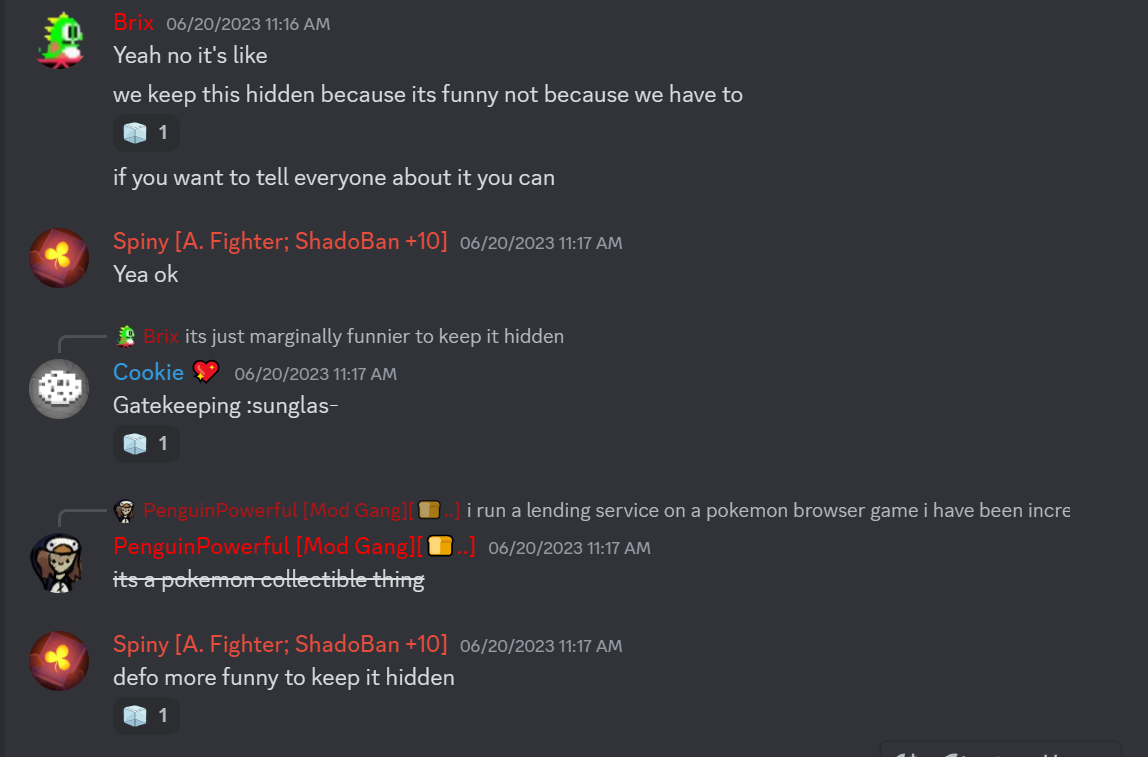 Brix 06/20/2023 11:16 AM
Yeah no it's like
we keep this hidden because its funny not because we have to
1
if you want to tell everyone about it you can
Spiny [A. Fighter; ShadoBan +10] 06/20/2023 11:17 AM
Yea ok
Brix its just marginally funnier to keep it hidden
Cookie 06/20/2023 11:17 AM
Gatekeeping :sunglas-
1
PenguinPowerful [Mod Gang][🍞..] i run a lending service on a pokemon browser game i have been incre
PenguinPowerful [Mod Gang][🍞..] 06/20/2023 11:17 AM
its a pokemon collectible thing
Spiny [A. Fighter; ShadoBan +10] 06/20/2023 11:17 AM
defo more funny to keep it hidden
1